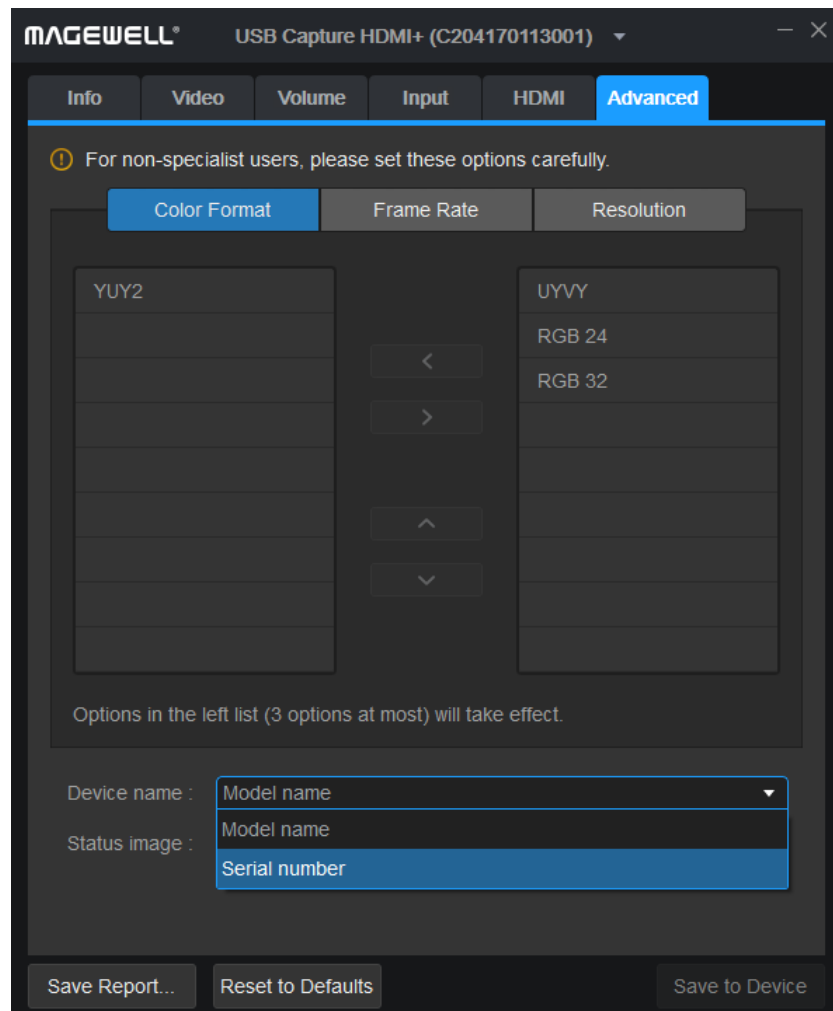 MAGEWELL® USB Capture HDMI+ (C204170113001)
Info Video Volume Input HDMI Advanced
For non-specialist users, please set these options carefully.
Color Format Frame Rate Resolution
YUY2 UYVY
RGB 24
RGB 32
Options in the left list (3 options at most) will take effect.
Device name : Model name
Model name
Status image :
Serial number
Save Report... Reset to Defaults Save to Device